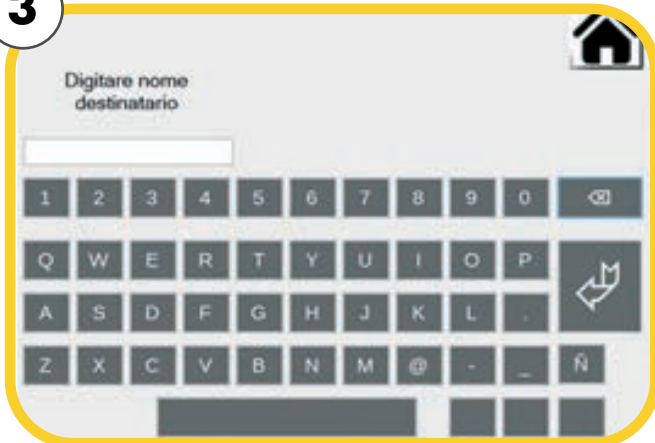 3
Digitare nome
destinatario
1 2 3 4 5 6 7 8 9 0
Q W E R T Y U I O P
A S D F G H J K L .
Z X C V B N M @ - _ Ñ